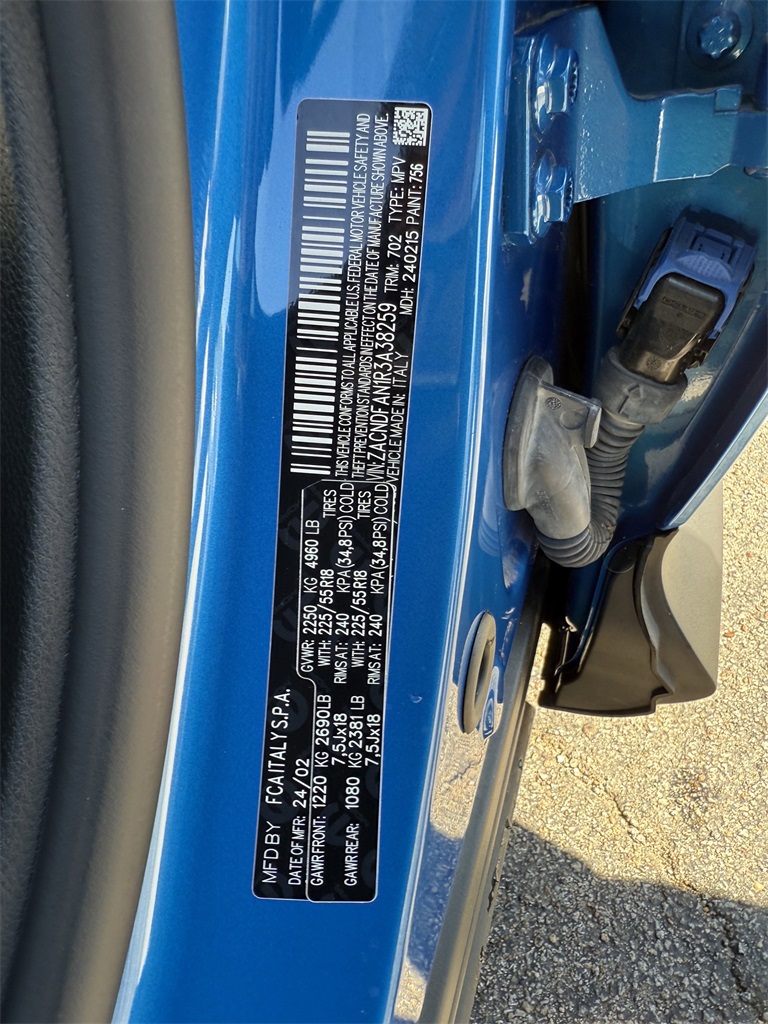 MFD BY FCA ITALY S.P.A.
DATE OF MFR: 24/02 GVWR: 2250 KG 4960 LB
GAWR FRONT: 1220 KG 2690LB WITH: 225/55R18 TIRES
7,5Jx18 RIMS AT: 240 KPA (34,8PSI) COLD
GAWR REAR: 1080 KG 2381 LB WITH: 225/55R18 TIRES
7,5Jx18 RIMS AT: 240 KPA (34,8PSI) COLD
THIS VEHICLE CONFORMS TO ALL APPLICABLE U.S. FEDERAL MOTOR VEHICLE SAFETY AND
THEFT PREVENTION STANDARDS IN EFFECT ON THE DATE OF MANUFACTURE SHOWN ABOVE.
VIN: ZACNDFAN1R3A38259 TRIM: 702 TYPE: MPV
VEHICLE MADE IN: ITALY MDH: 240215 PAINT: 756